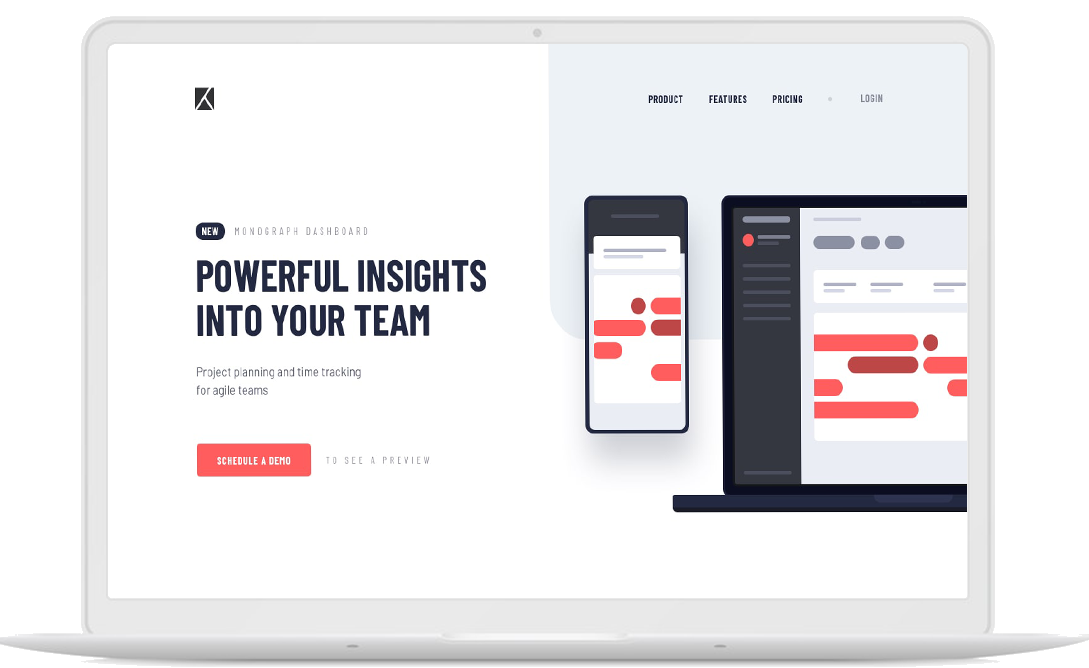 PRODUCT FEATURES PRICING LOGIN
NEW MONOGRAPH DASHBOARD
POWERFUL INSIGHTS
INTO YOUR TEAM
Project planning and time tracking
for agile teams
SCHEDULE A DEMO TO SEE A PREVIEW